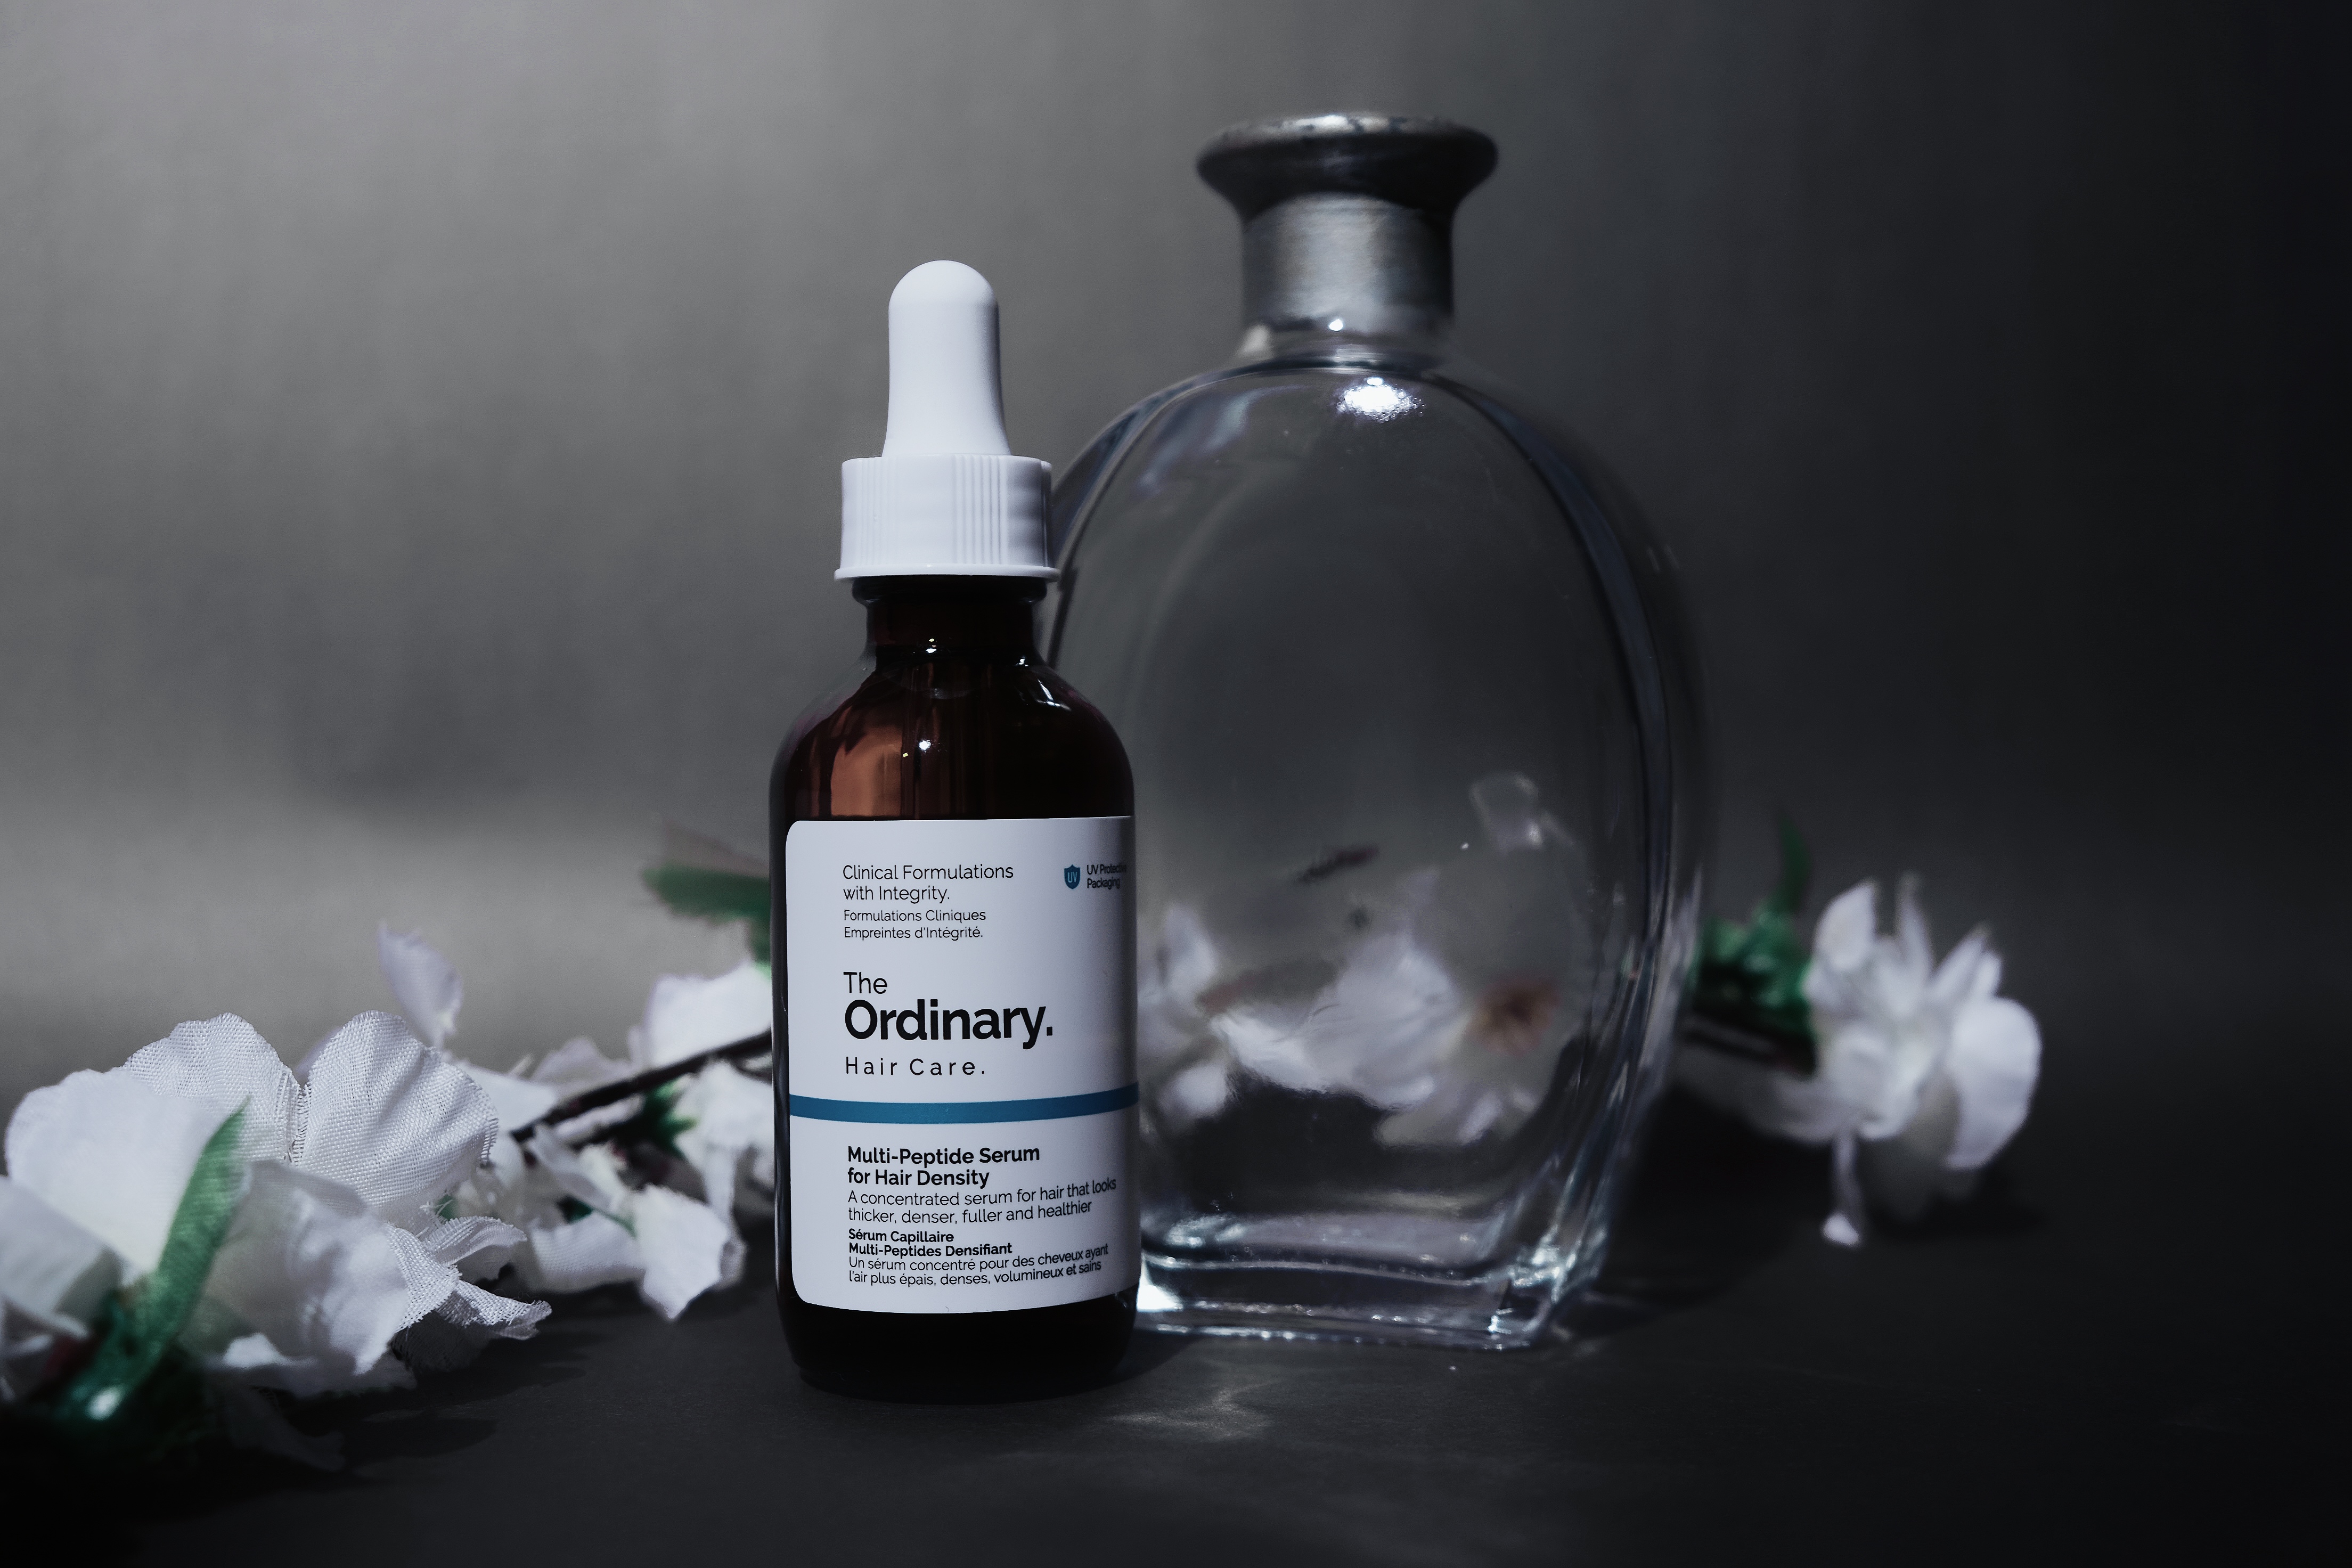 Clinical Formulations
with Integrity.
Formulations Cliniques
Empreintes d'Intégrité.
UV
UV Protective
Packaging
The
Ordinary.
Hair Care.
Multi-Peptide Serum
for Hair Density
A concentrated serum for hair that looks
thicker, denser, fuller and healthier
Sérum Capillaire
Multi-Peptides Densifiant
Un sérum concentré pour des cheveux ayant
l'air plus épais, denses, volumineux et sains